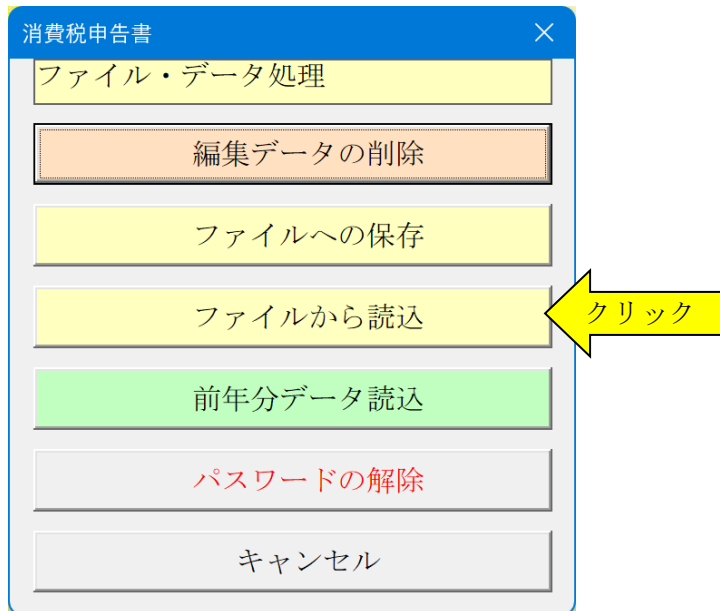 消費税申告書
ファイル・データ処理
編集データの削除
ファイルへの保存
ファイルから読込
クリック
前年分データ読込
パスワードの解除
キャンセル